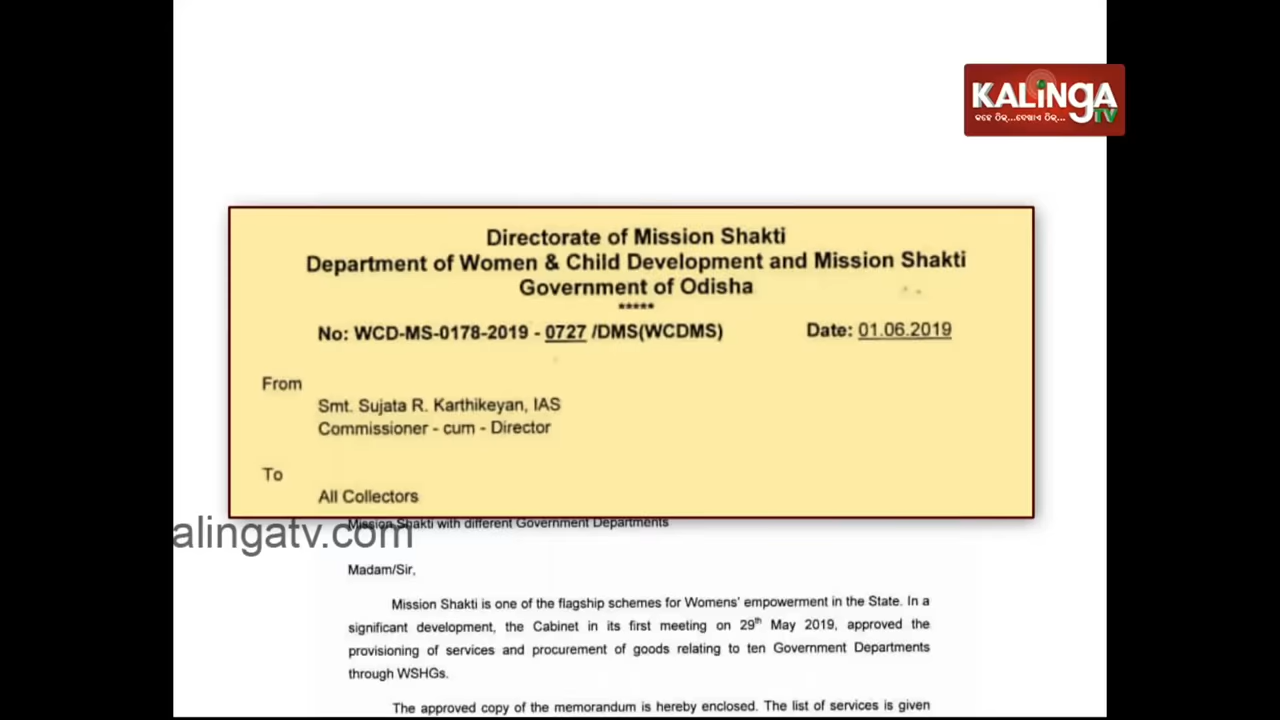 KALiNGA TV
କହେ ଠିକ୍...ଦେଖାଏ ଠିକ୍...
Directorate of Mission Shakti
Department of Women & Child Development and Mission Shakti
Government of Odisha
*****
No: WCD-MS-0178-2019 - 0727 /DMS(WCDMS) Date: 01.06.2019
From
Smt. Sujata R. Karthikeyan, IAS
Commissioner - cum - Director
To
All Collectors
Mission Shakti with different Government Departments
alingatv.com
Madam/Sir,
Mission Shakti is one of the flagship schemes for Womens' empowerment in the State. In a
significant development, the Cabinet in its first meeting on 29th May 2019, approved the
provisioning of services and procurement of goods relating to ten Government Departments
through WSHGs.
The approved copy of the memorandum is hereby enclosed. The list of services is given